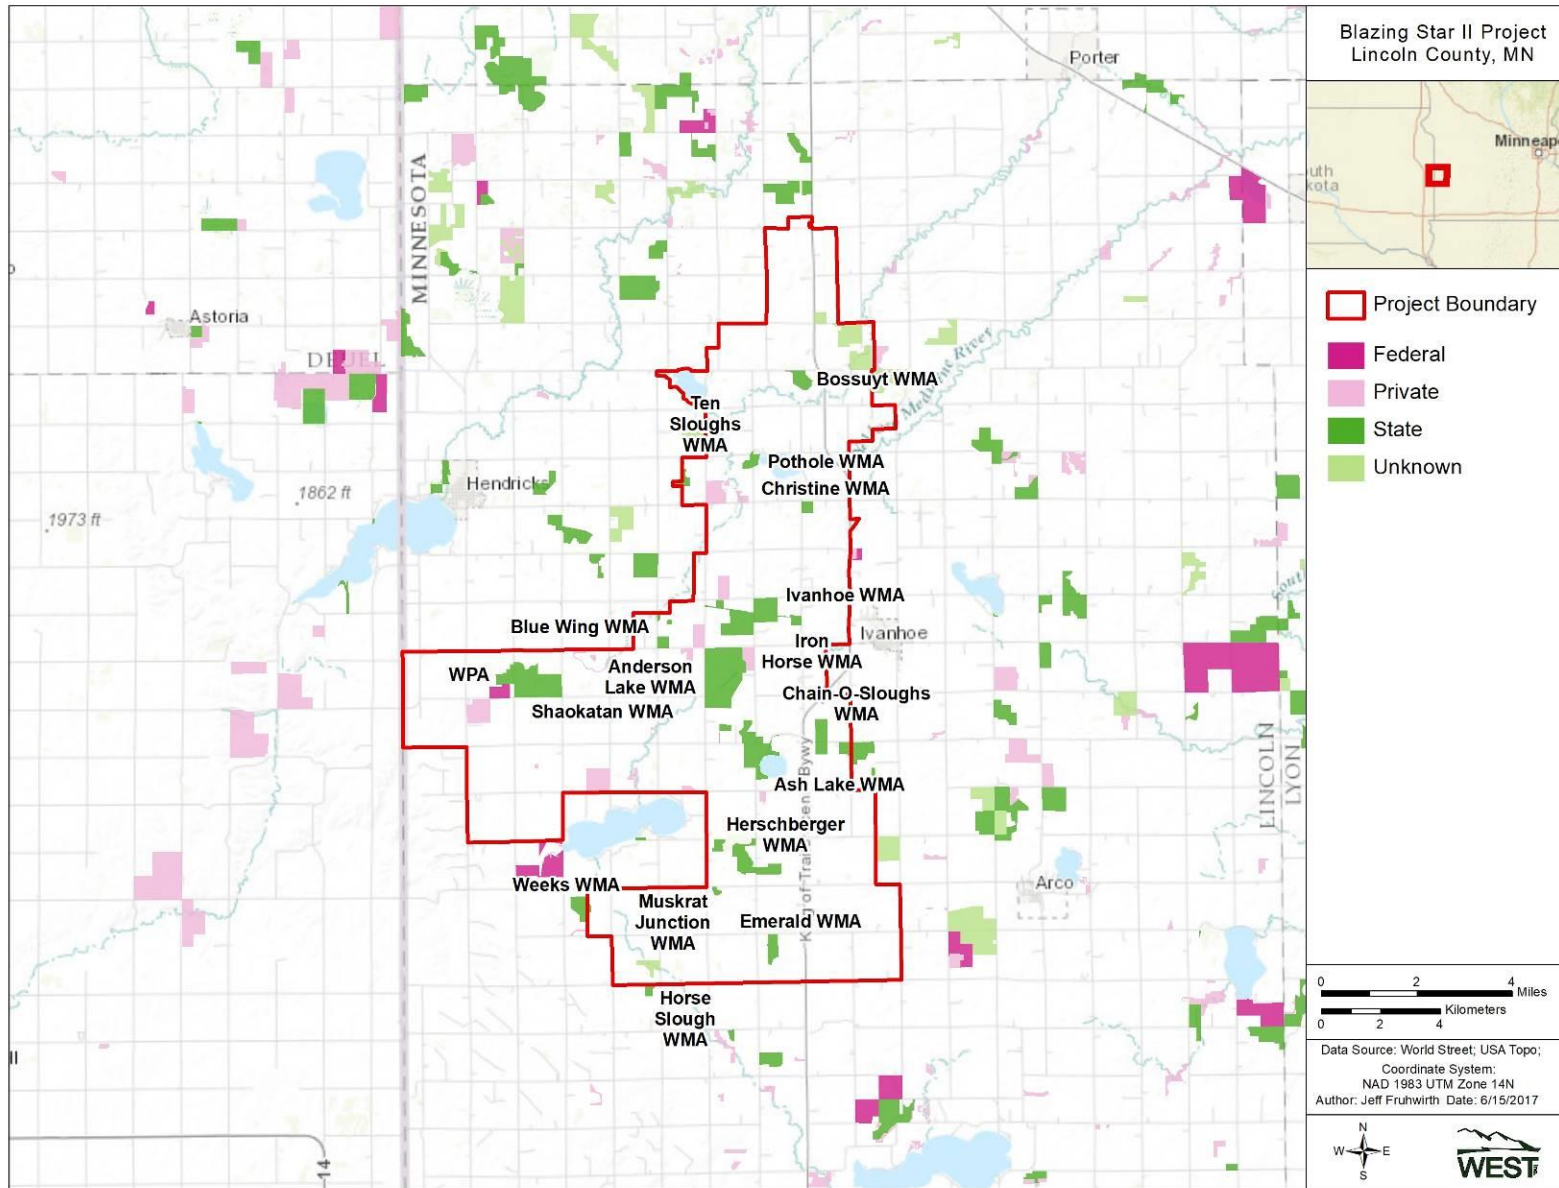 Blazing Star II Project
Lincoln County, MN
Minneap
outh
kota
Project Boundary
Federal
Private
State
Unknown
Porter
MINNESOTA
Astoria
DEUEL
Bossuyt WMA
Medicine River
Ten
Sloughs
WMA
Pothole WMA
Christine WMA
Hendricks
1862 ft
1973 ft
Ivanhoe WMA
Blue Wing WMA
Iron
Horse WMA
Ivanhoe
WPA
Anderson
Lake WMA
Chain-O-Sloughs
WMA
Shaokatan WMA
LINCOLN
LYON
Ash Lake WMA
Herschberger
WMA
Weeks WMA
Arco
Muskrat
Junction
WMA
Emerald WMA
Horse
Slough
WMA
14
0 2 4 Miles
0 2 4 Kilometers
Data Source: World Street; USA Topo;
Coordinate System:
NAD 1983 UTM Zone 14N
Author: Jeff Fruhwirth Date: 6/15/2017
N
W E
S
WEST